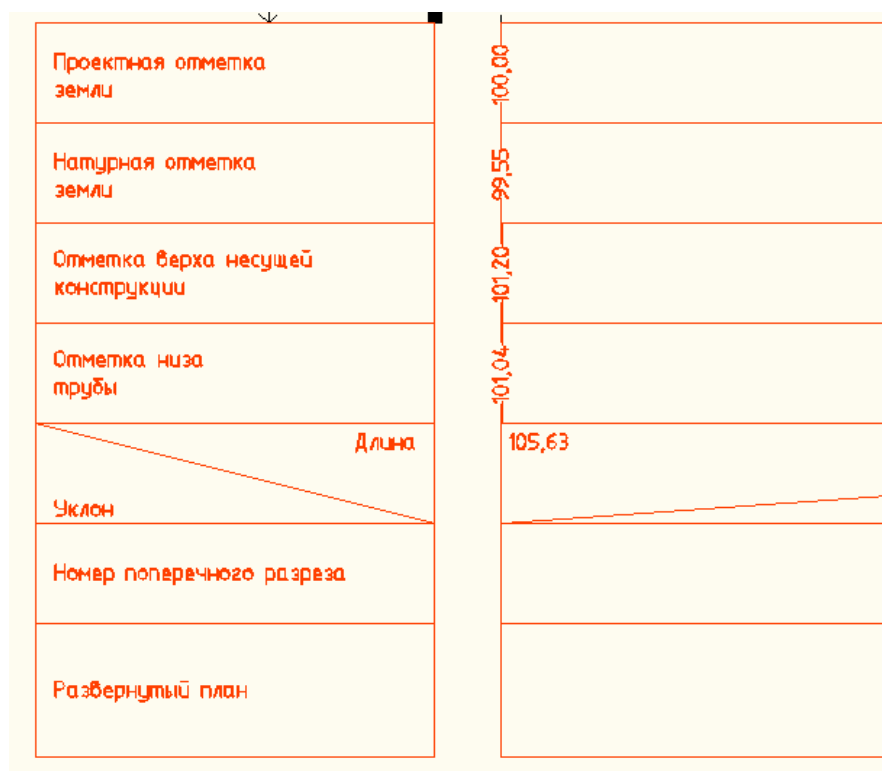 Проектная отметка
земли
100,00
Натурная отметка
земли
99,55
Отметка верха несущей
конструкции
101,20
Отметка низа
трубы
101,04
Длина
105,63
Уклон
Номер поперечного разреза
Развернутый план